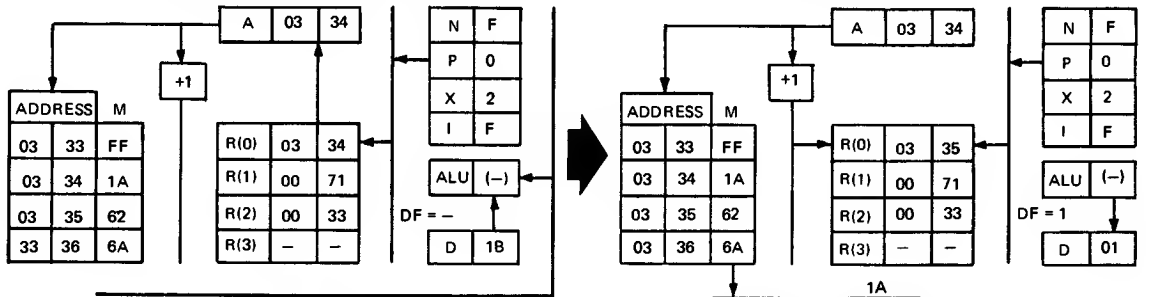 A 03 34
+1
ADDRESS M
03 33 FF
03 34 1A
03 35 62
33 36 6A
R(0) 03 34
R(1) 00 71
R(2) 00 33
R(3) – –
N F
P 0
X 2
I F
ALU (–)
DF = –
D 1B
A 03 34
+1
ADDRESS M
03 33 FF
03 34 1A
03 35 62
03 36 6A
R(0) 03 35
R(1) 00 71
R(2) 00 33
R(3) – –
N F
P 0
X 2
I F
ALU (–)
DF = 1
D 01
1A